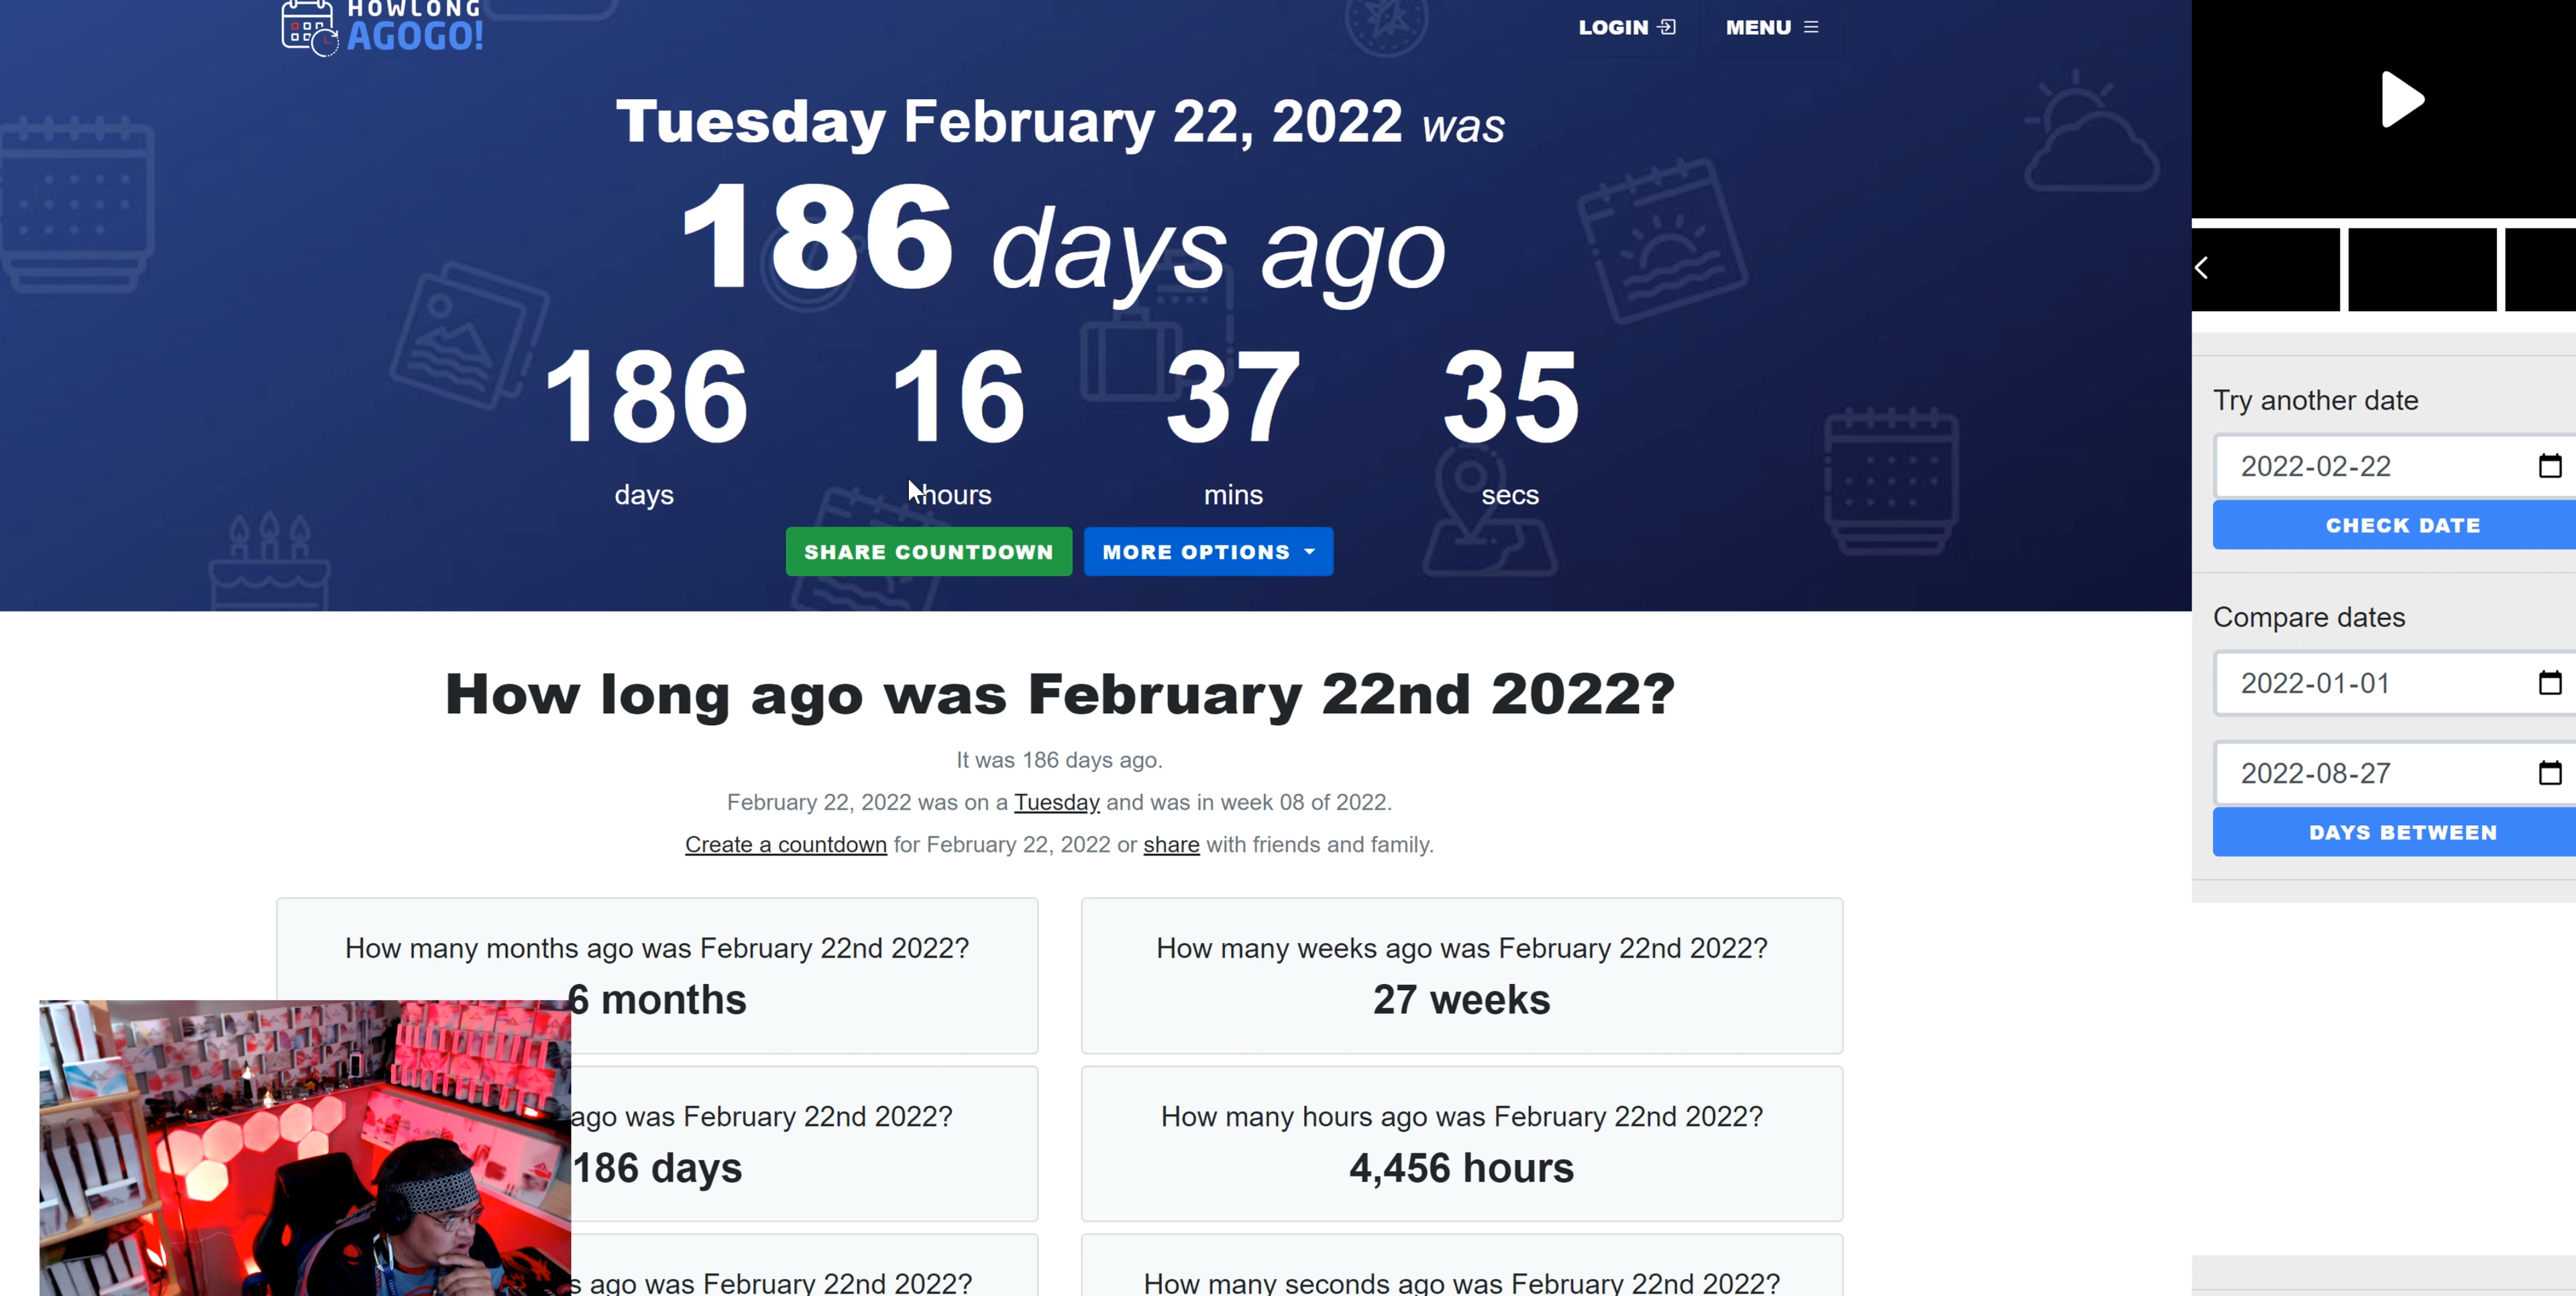 HOWLONG
AGOGO!
LOGIN
MENU
Tuesday February 22, 2022 was
186 days ago
186 16 37 35
days hours mins secs
SHARE COUNTDOWN
MORE OPTIONS
How long ago was February 22nd 2022?
It was 186 days ago.
February 22, 2022 was on a Tuesday and was in week 08 of 2022.
Create a countdown for February 22, 2022 or share with friends and family.
How many months ago was February 22nd 2022?
6 months
How many weeks ago was February 22nd 2022?
27 weeks
ago was February 22nd 2022?
186 days
How many hours ago was February 22nd 2022?
4,456 hours
s ago was February 22nd 2022?
How many seconds ago was February 22nd 2022?
Try another date
2022-02-22
CHECK DATE
Compare dates
2022-01-01
2022-08-27
DAYS BETWEEN